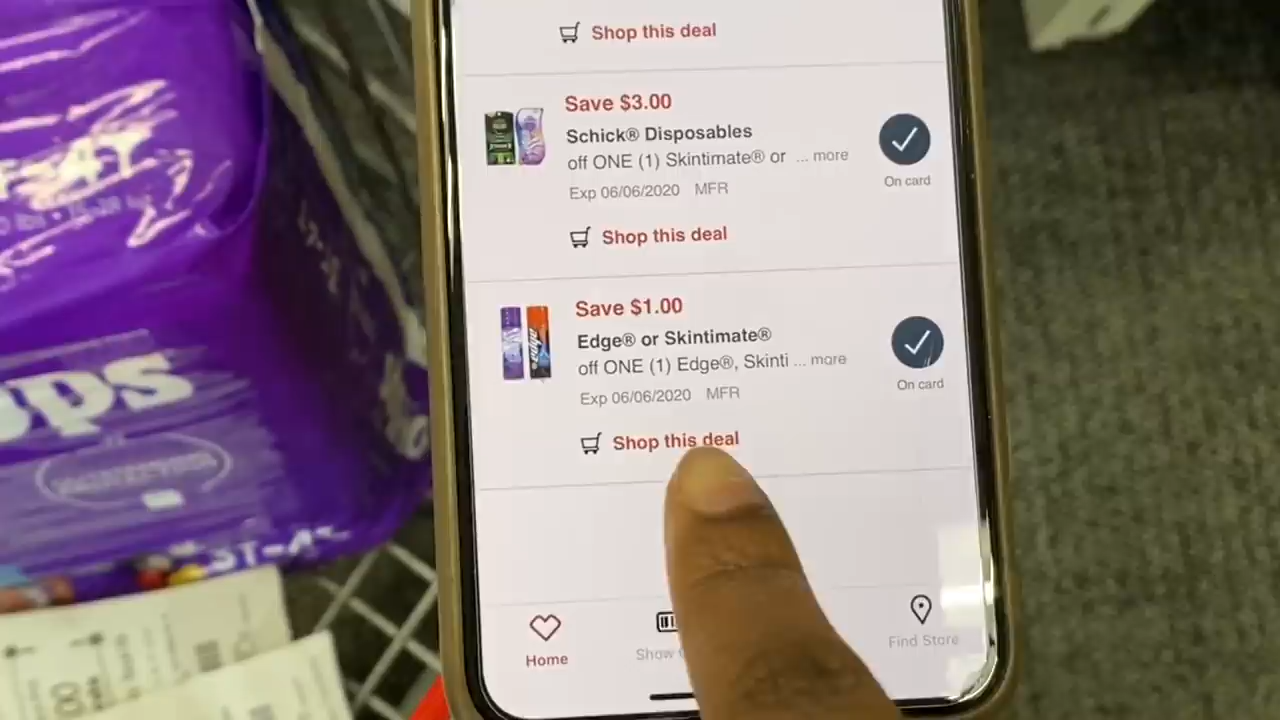 Shop this deal
Save $3.00
Schick® Disposables
off ONE (1) Skintimate® or ... more
Exp 06/06/2020 MFR
On card
Shop this deal
Save $1.00
Edge® or Skintimate®
off ONE (1) Edge®, Skinti ... more
Exp 06/06/2020 MFR
On card
Shop this deal
Home
Show
Find Store